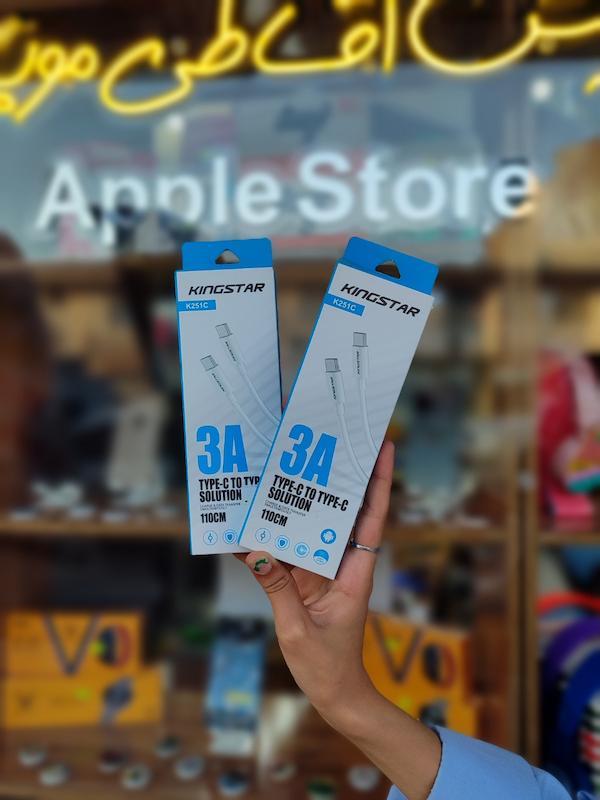 Apple Store
KINGSTAR
K251C
3A
TYPE-C TO TYP
SOLUTION
110CM
KINGSTAR
K251C
3A
TYPE-C TO TYPE-C
SOLUTION
110CM